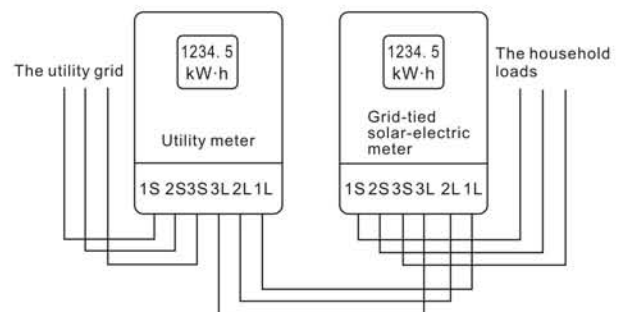 The utility grid
1234. 5
kW·h
Utility meter
1S 2S3S 3L 2L 1L
1234. 5
kW·h
Grid-tied
solar-electric
meter
1S 2S 3S 3L 2L 1L
The household
loads